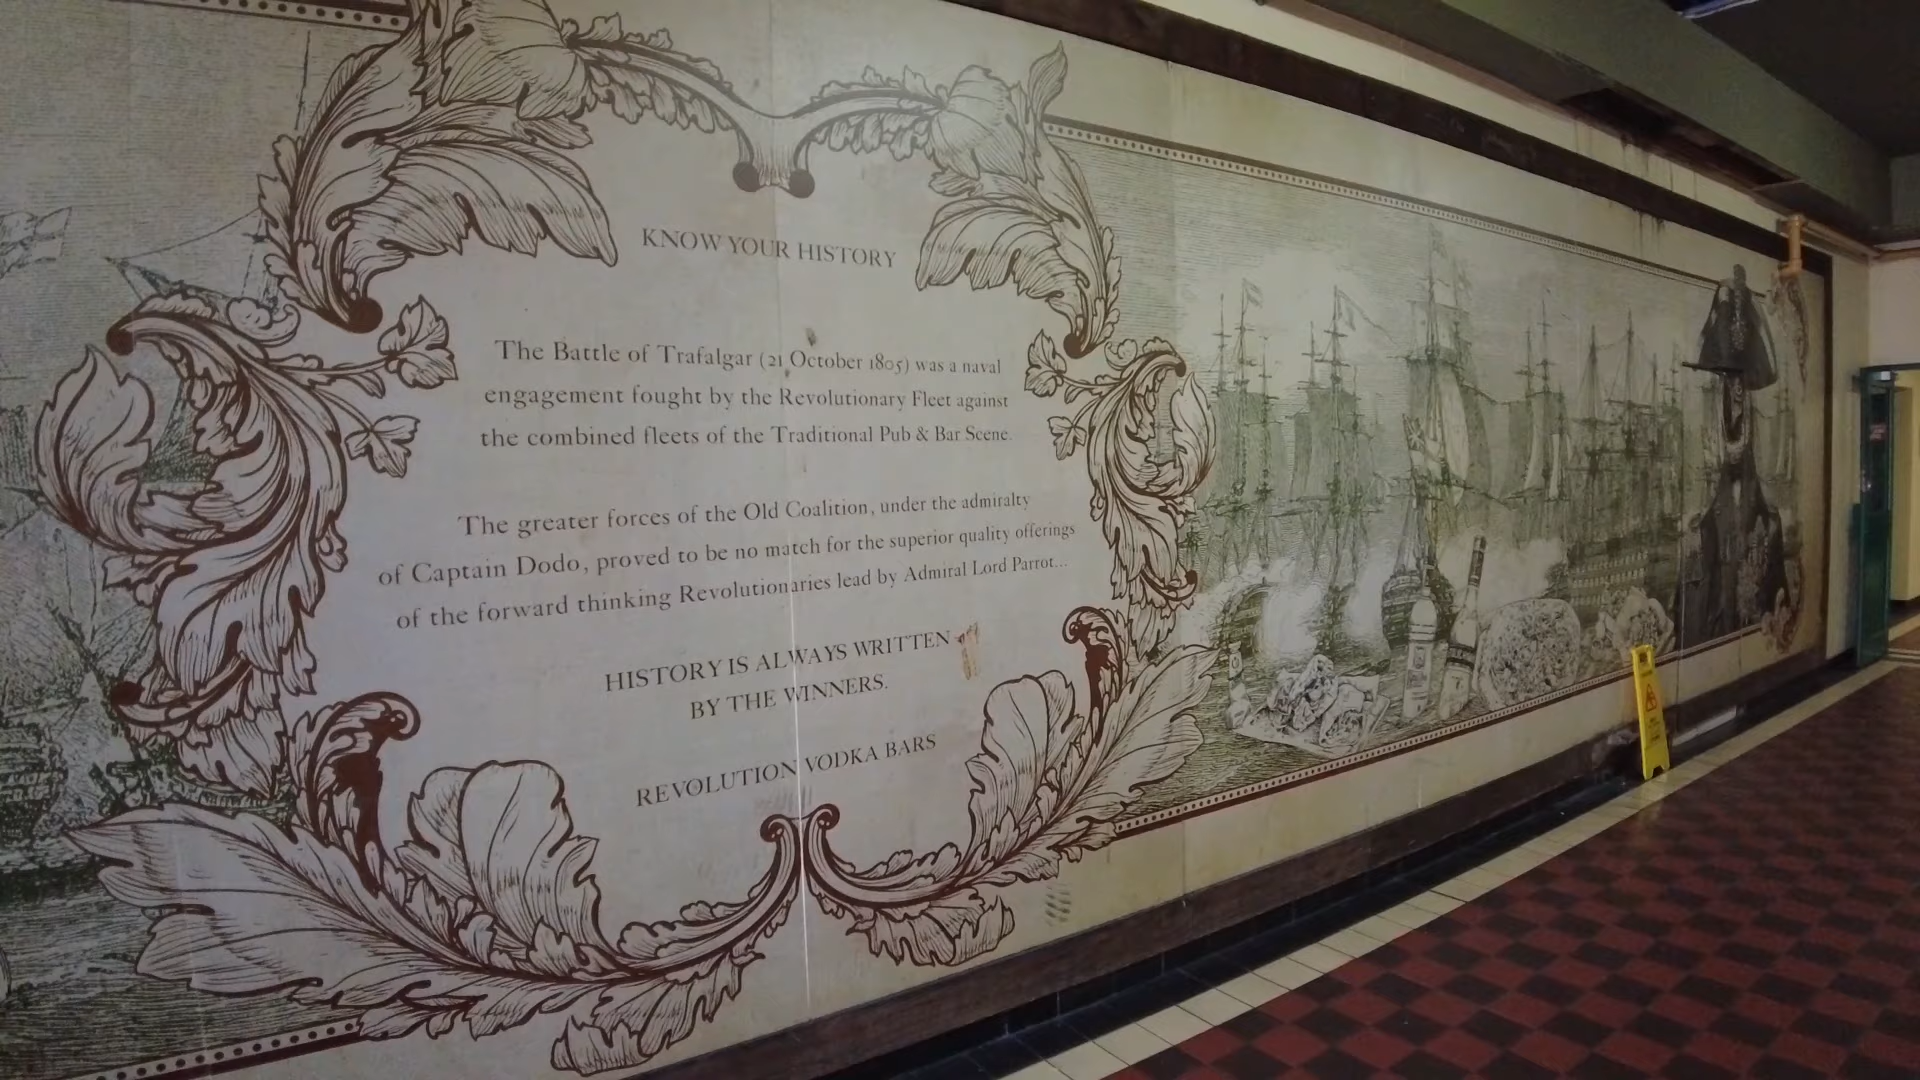 KNOW YOUR HISTORY
The Battle of Trafalgar (21 October 1805) was a naval
engagement fought by the Revolutionary Fleet against
the combined fleets of the Traditional Pub & Bar Scene.
The greater forces of the Old Coalition, under the admiralty
of Captain Dodo, proved to be no match for the superior quality offerings
of the forward thinking Revolutionaries lead by Admiral Lord Parrot...
HISTORY IS ALWAYS WRITTEN
BY THE WINNERS.
REVOLUTION VODKA BARS